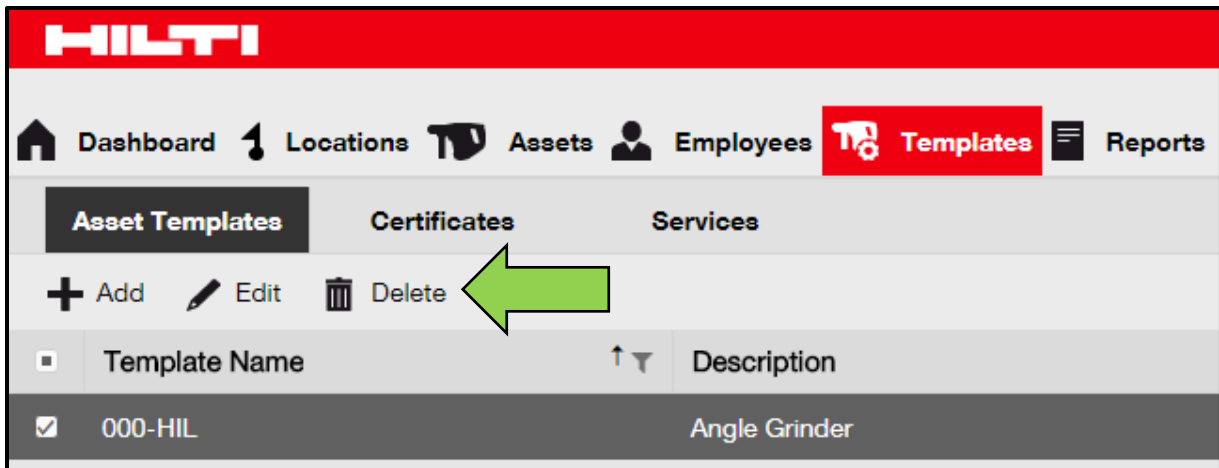 HILTI
Dashboard Locations Assets Employees Templates Reports
Asset Templates Certificates Services
Add Edit Delete
Template Name Description
000-HIL Angle Grinder